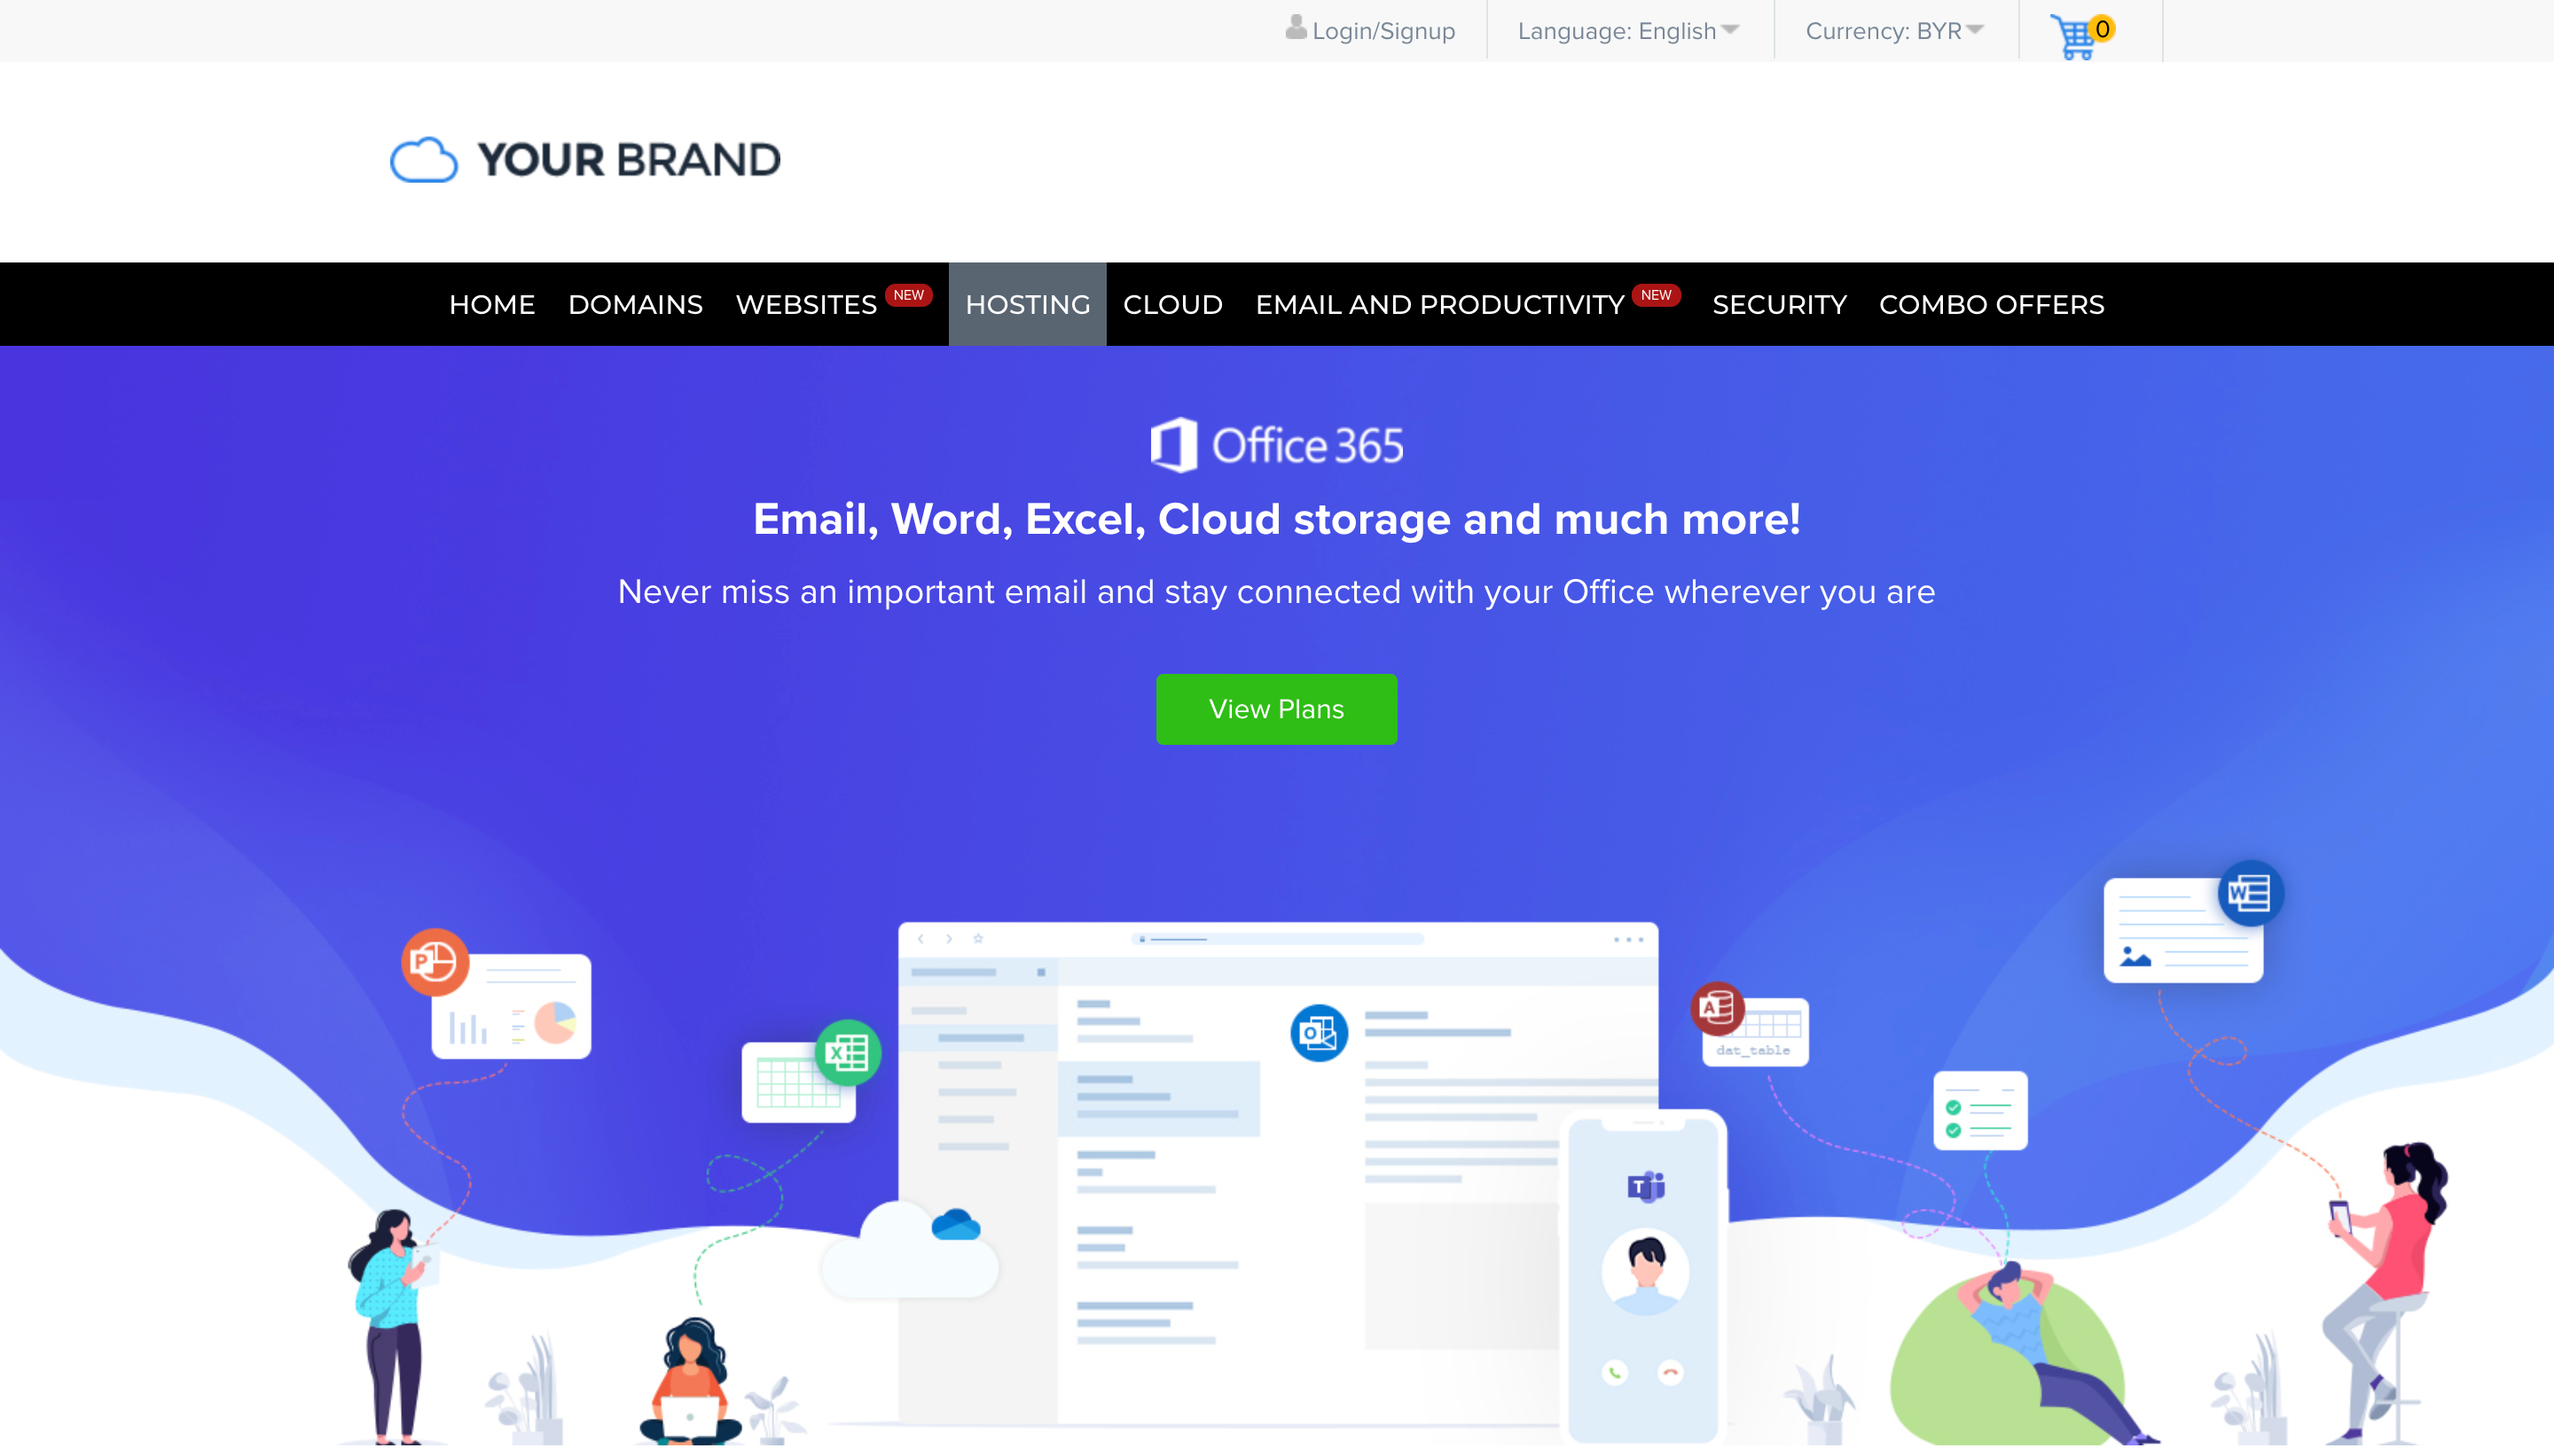 Login/Signup
Language: English
Currency: BYR
0
YOUR BRAND
HOME DOMAINS WEBSITES NEW HOSTING CLOUD EMAIL AND PRODUCTIVITY NEW SECURITY COMBO OFFERS
Office 365
Email, Word, Excel, Cloud storage and much more!
Never miss an important email and stay connected with your Office wherever you are
View Plans
W
P
A
X
O
dat_table
T